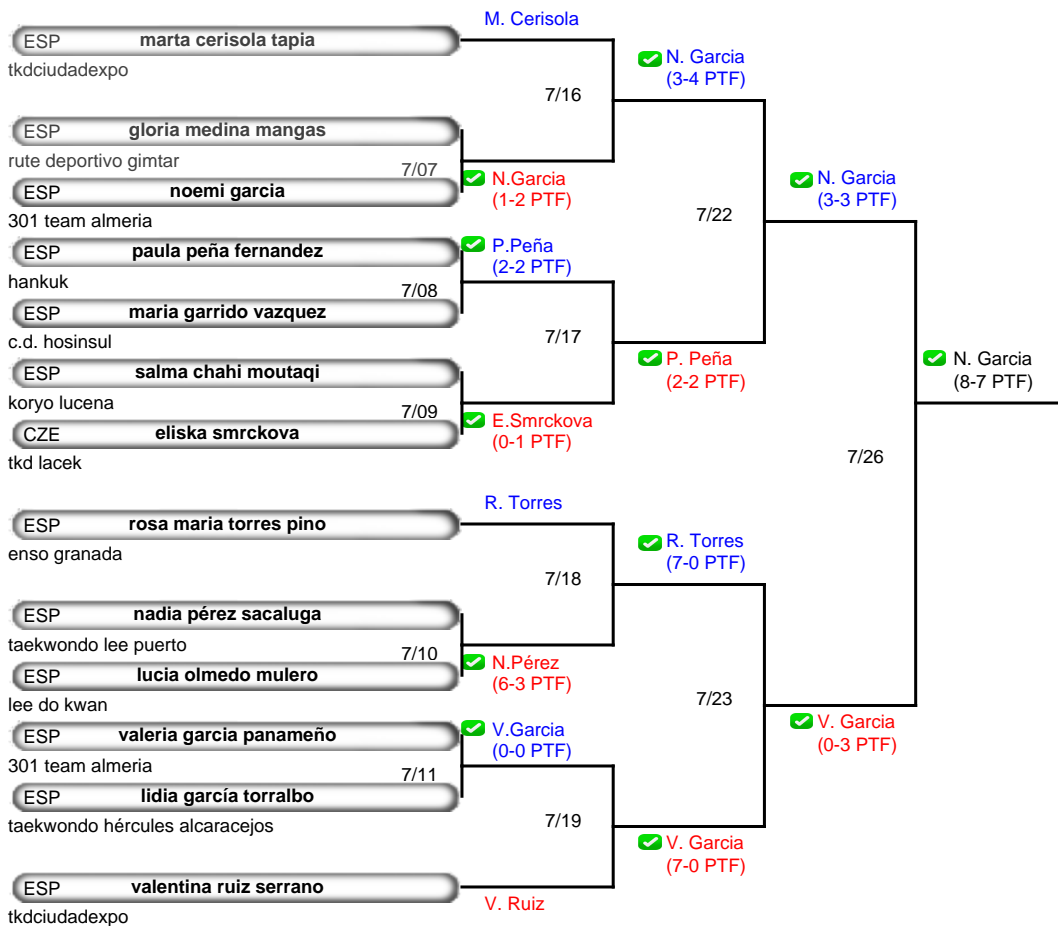 M. Cerisola
ESP marta cerisola tapia
tkdciudadexpo
N. Garcia
(3-4 PTF)
7/16
ESP gloria medina mangas
rute deportivo gimtar
7/07
ESP noemi garcia
301 team almeria
N.Garcia
(1-2 PTF)
N. Garcia
(3-3 PTF)
7/22
ESP paula peña fernandez
hankuk
P.Peña
(2-2 PTF)
7/08
ESP maria garrido vazquez
c.d. hosinsul
7/17
ESP salma chahi moutaqi
koryo lucena
P. Peña
(2-2 PTF)
N. Garcia
(8-7 PTF)
7/09
CZE eliska smrckova
tkd lacek
E.Smrckova
(0-1 PTF)
7/26
R. Torres
ESP rosa maria torres pino
enso granada
R. Torres
(7-0 PTF)
7/18
ESP nadia pérez sacaluga
taekwondo lee puerto
7/10
ESP lucia olmedo mulero
lee do kwan
N.Pérez
(6-3 PTF)
7/23
ESP valeria garcia panameño
301 team almeria
V.Garcia
(0-0 PTF)
V. Garcia
(0-3 PTF)
7/11
ESP lidia garcía torralbo
taekwondo hércules alcaracejos
7/19
V. Garcia
(7-0 PTF)
ESP valentina ruiz serrano
tkdciudadexpo
V. Ruiz